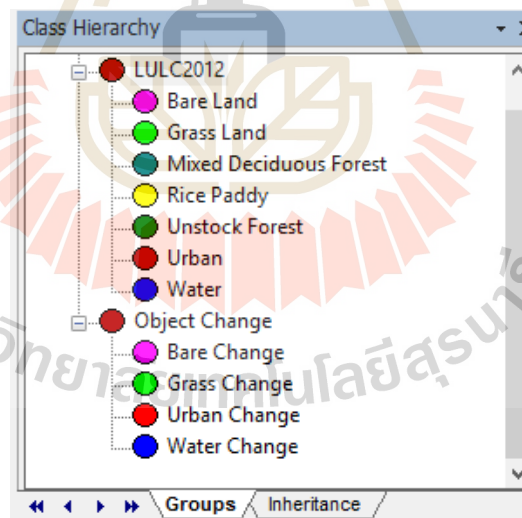 Class Hierarchy
LULC2012
Bare Land
Grass Land
Mixed Deciduous Forest
Rice Paddy
Unstock Forest
Urban
Water
Object Change
Bare Change
Grass Change
Urban Change
Water Change
Groups Inheritance